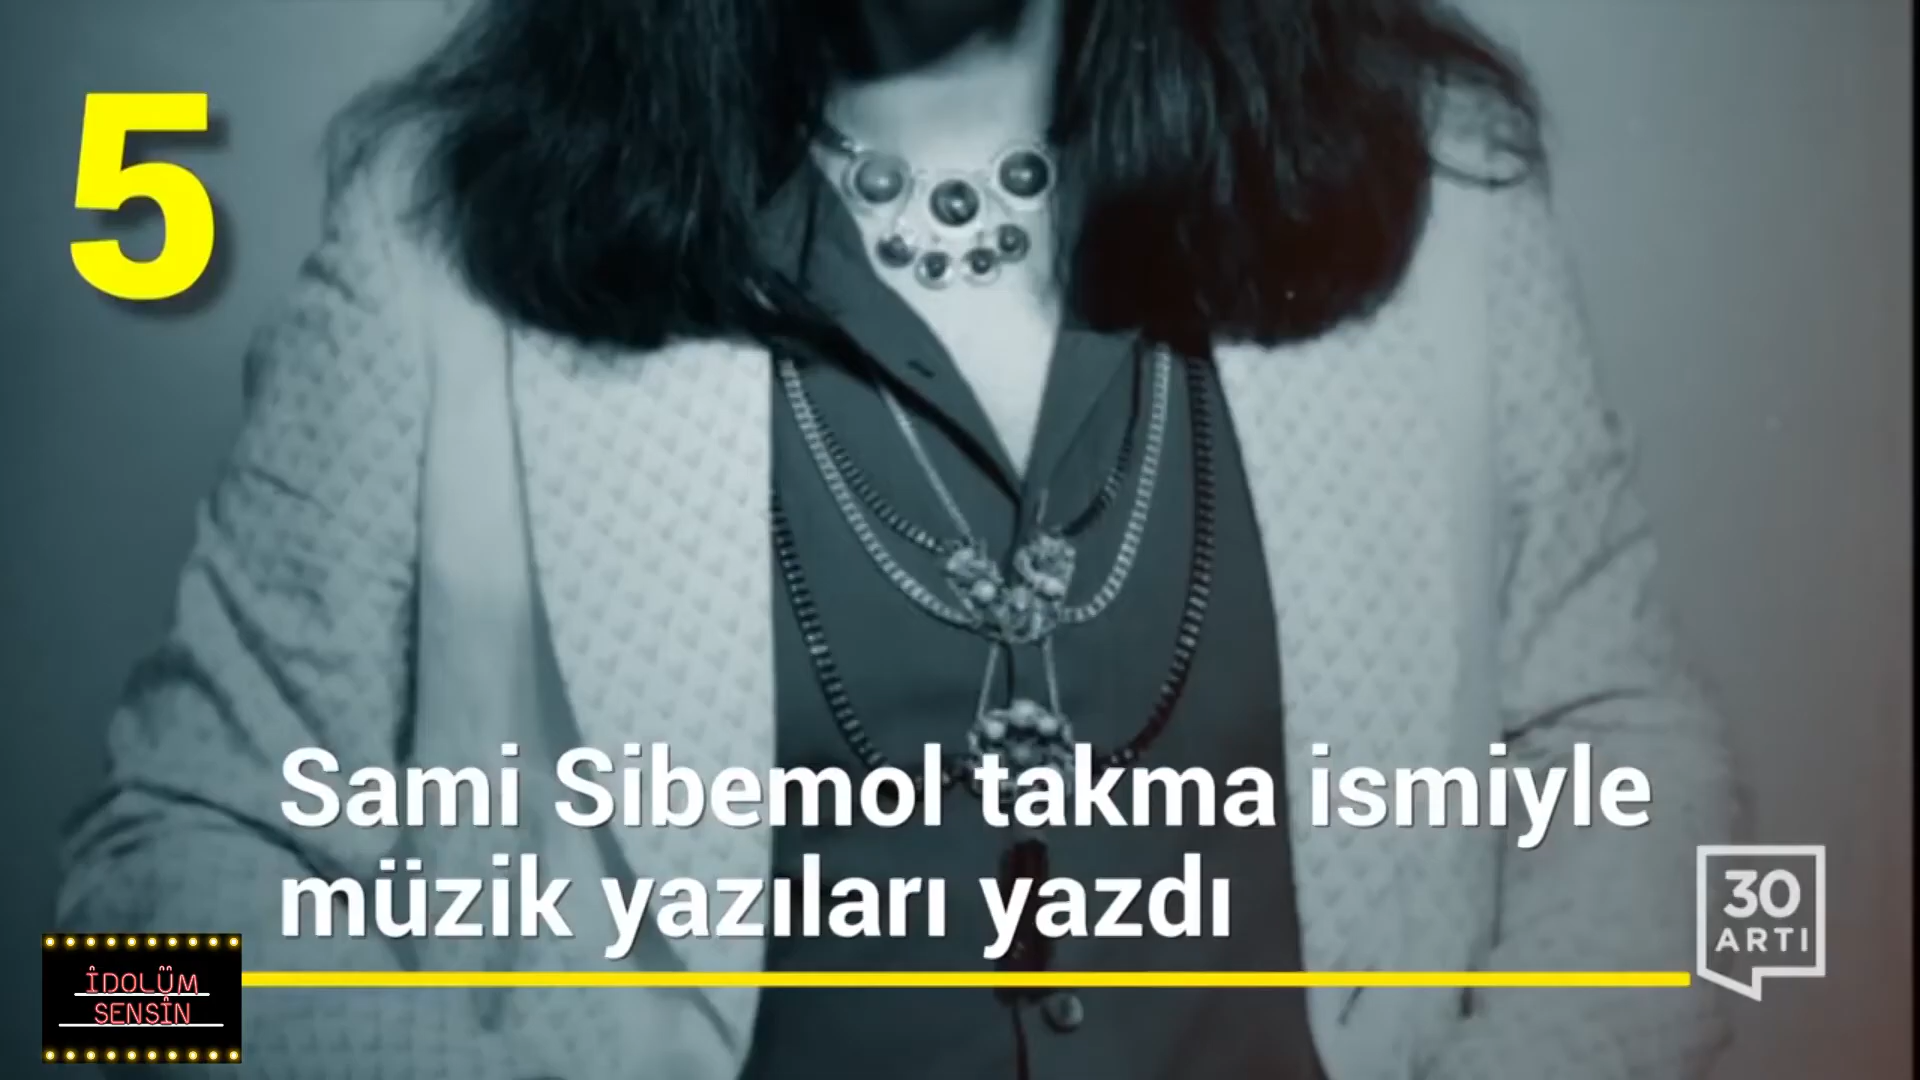 5
Sami Sibemol takma ismiyle
müzik yazıları yazdı
30
ARTI
İDOLÜM
SENSİN